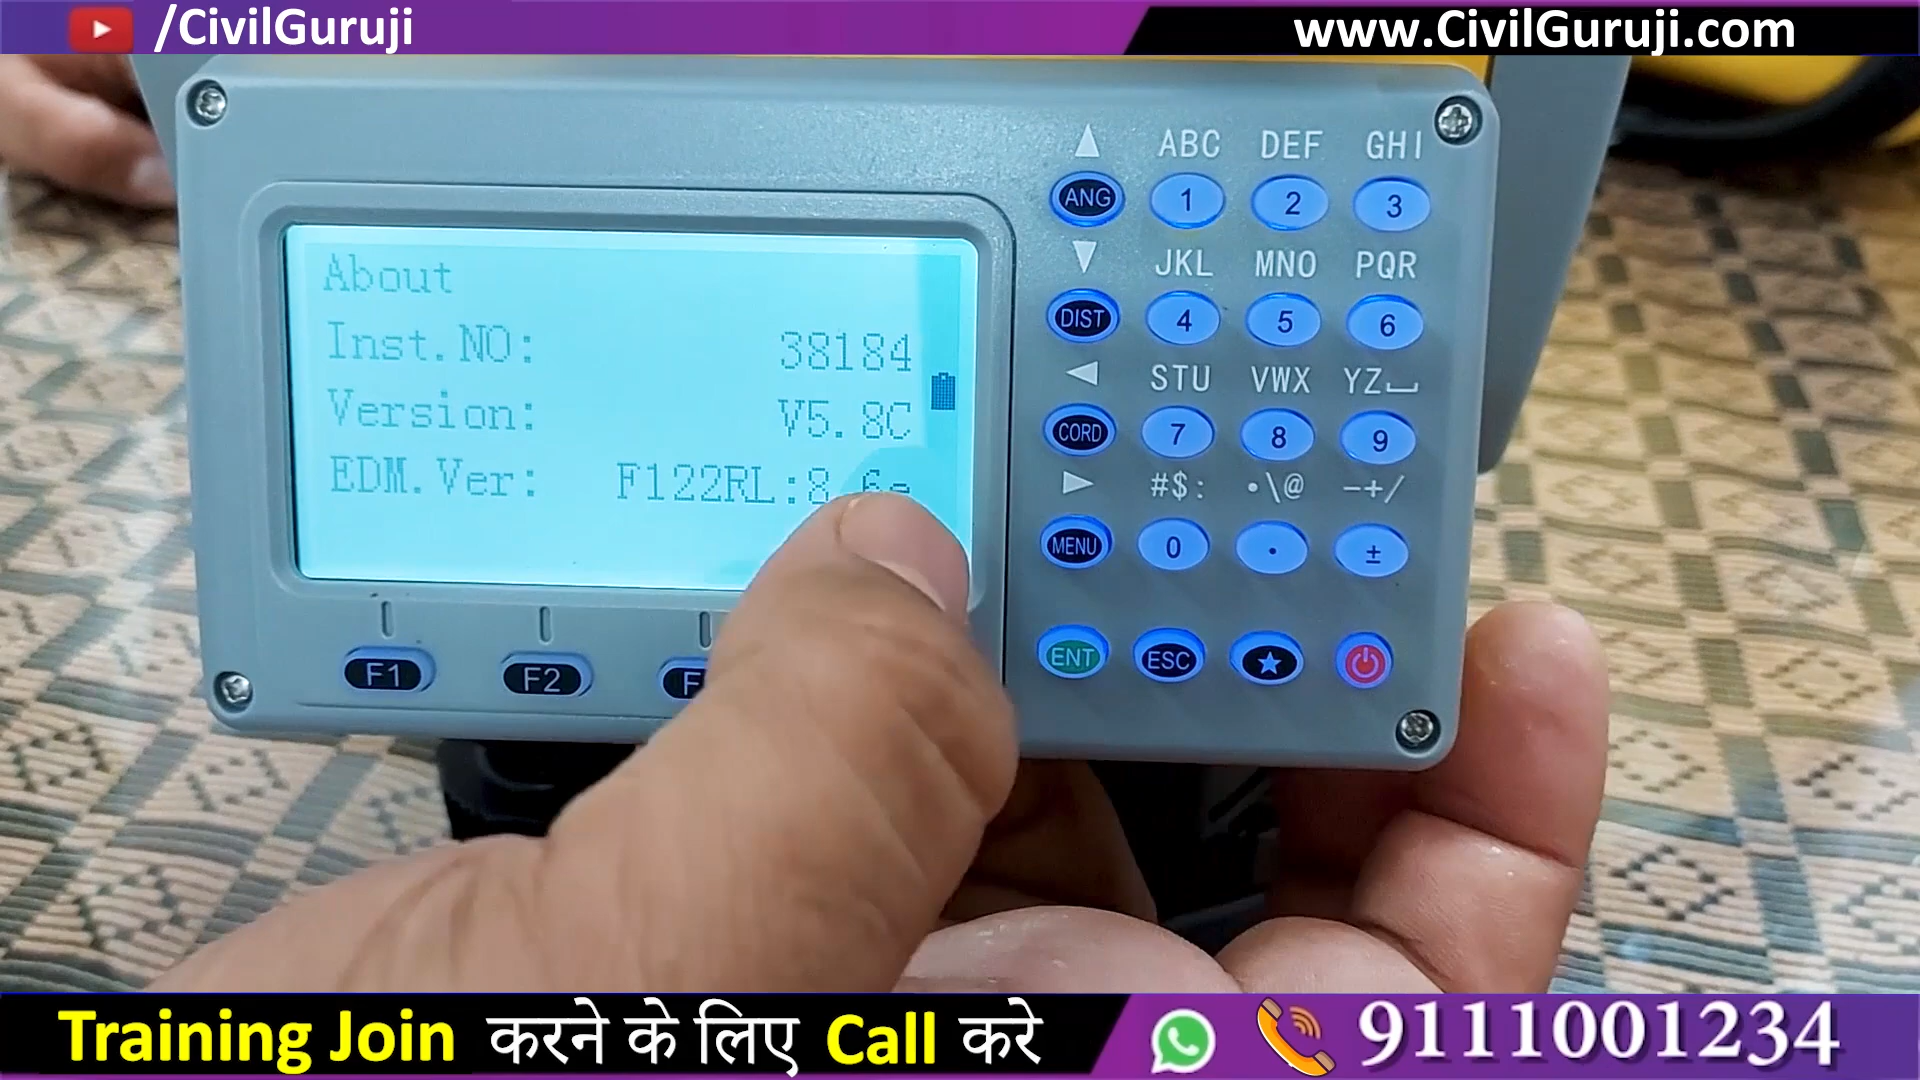 /CivilGuruji
www.CivilGuruji.com
About
Inst.NO: 38184
Version: V5.8C
EDM.Ver: F122RL:8.6
ABC DEF GHI
ANG 1 2 3
JKL MNO PQR
DIST 4 5 6
STU VWX YZ⎵
CORD 7 8 9
#$: •\@ −+/
MENU 0 . ±
ENT ESC ★
F1 F2
Training Join करने के लिए Call करे
9111001234